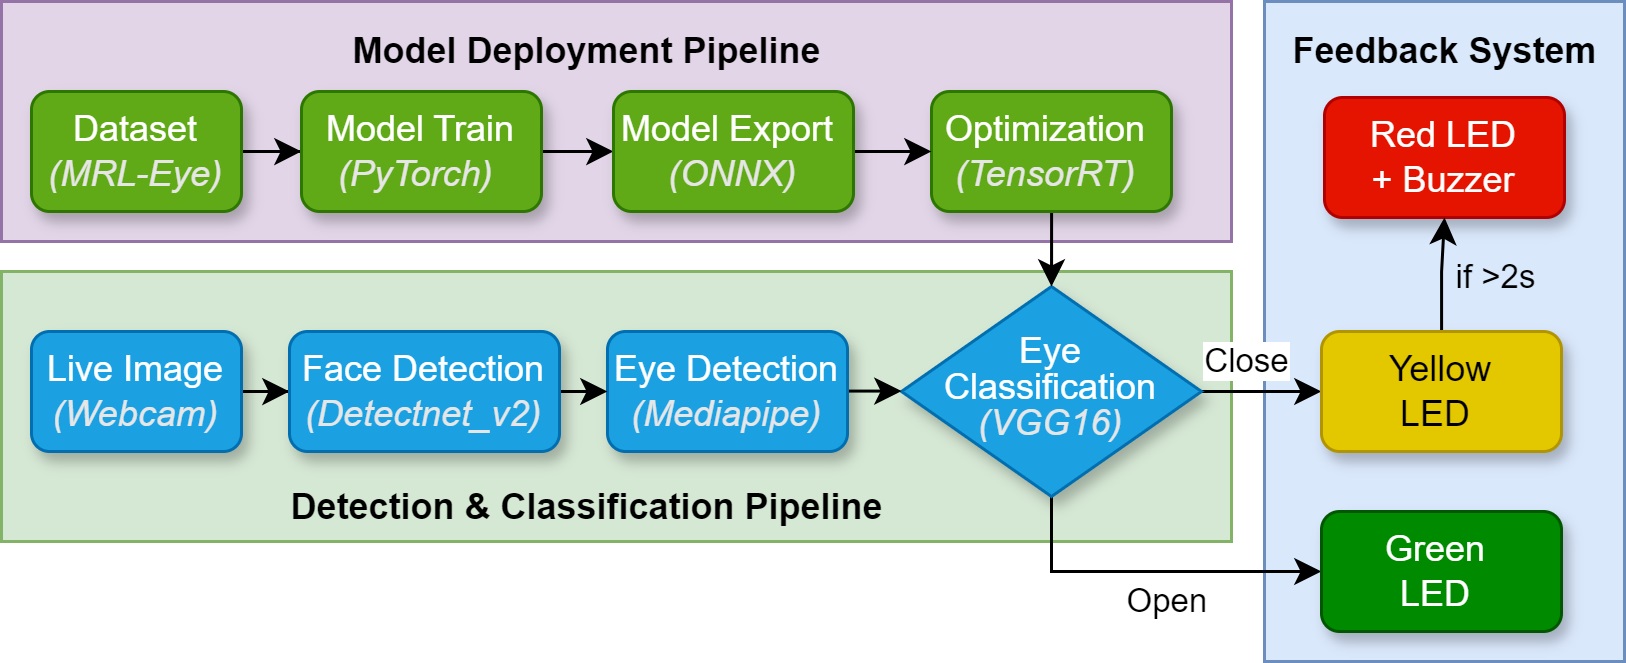 Model Deployment Pipeline
Dataset
(MRL-Eye)
Model Train
(PyTorch)
Model Export
(ONNX)
Optimization
(TensorRT)
Live Image
(Webcam)
Face Detection
(Detectnet_v2)
Eye Detection
(Mediapipe)
Eye
Classification
(VGG16)
Detection & Classification Pipeline
Close
Open
Feedback System
Red LED
+ Buzzer
if >2s
Yellow
LED
Green
LED